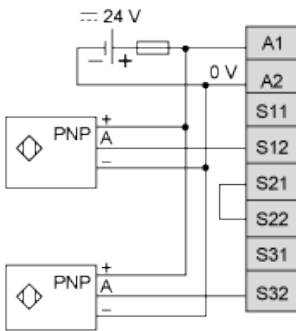 ⎓ 24 V
− +
A1
0 V
A2
S11
PNP
+
A
−
S12
S21
S22
S31
PNP
+
A
−
S32